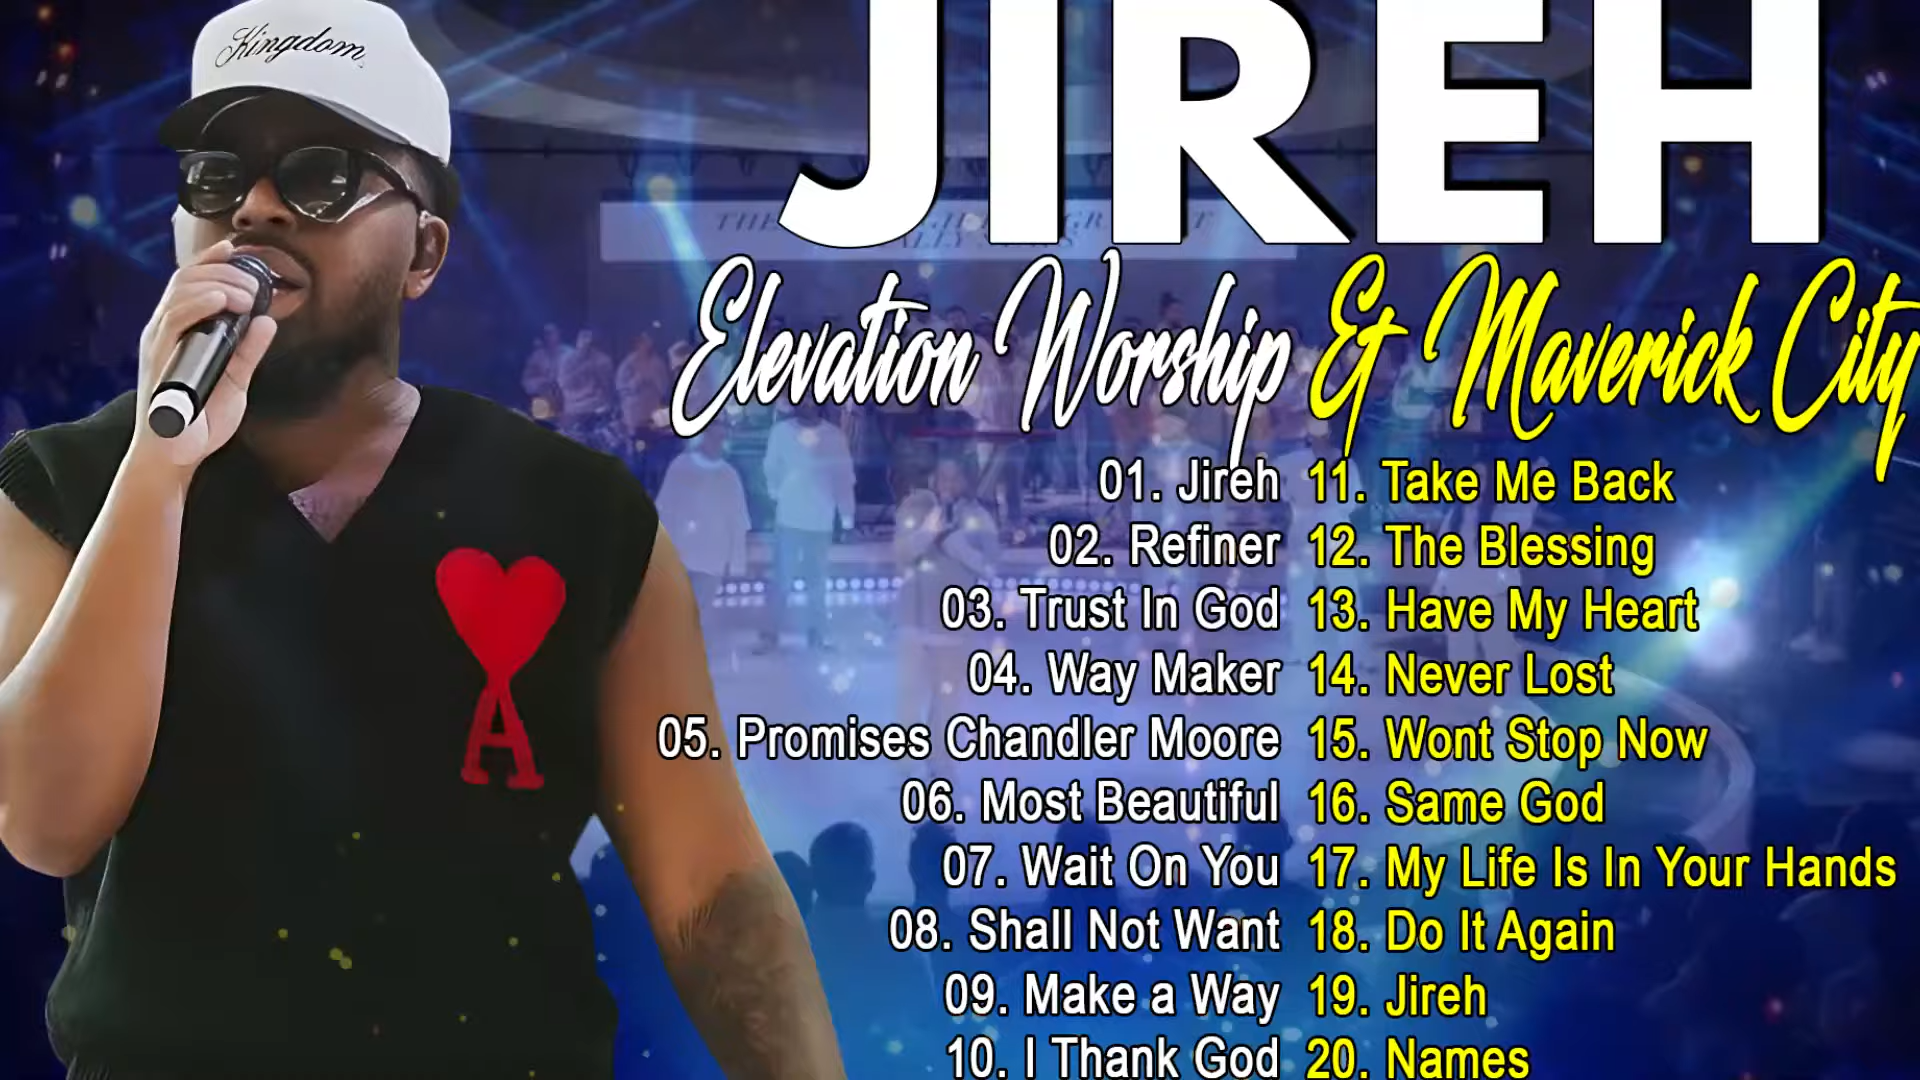 Kingdom
JIREH
Elevation Worship & Maverick City
01. Jireh
02. Refiner
03. Trust In God
04. Way Maker
05. Promises Chandler Moore
06. Most Beautiful
07. Wait On You
08. Shall Not Want
09. Make a Way
10. I Thank God
11. Take Me Back
12. The Blessing
13. Have My Heart
14. Never Lost
15. Wont Stop Now
16. Same God
17. My Life Is In Your Hands
18. Do It Again
19. Jireh
20. Names
A